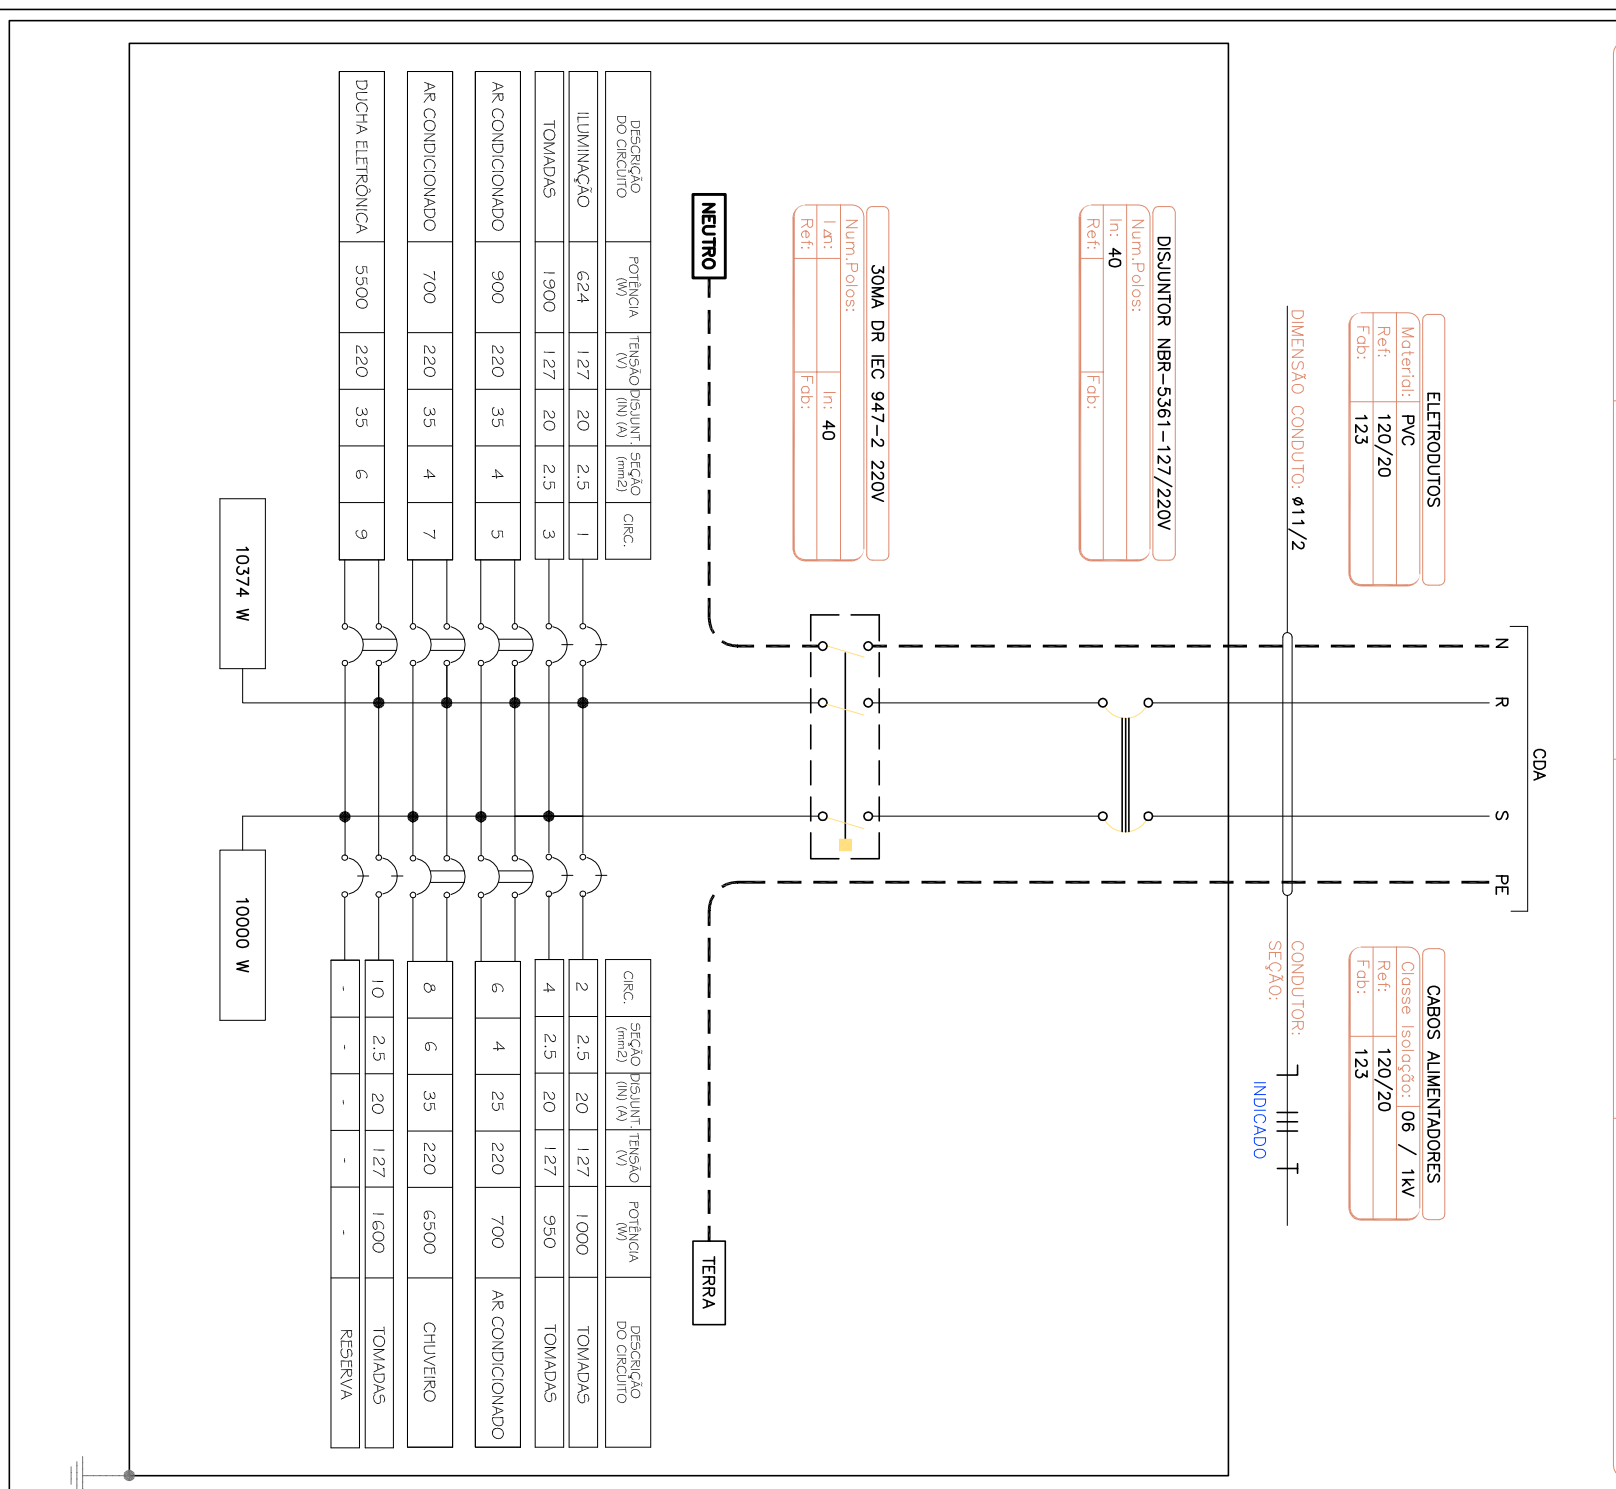 CDA
N
R
S
PE
ELETRODUTOS
Material: PVC
Ref: 120/20
Fab: 123
CABOS ALIMENTADORES
Classe Isolação: 06 / 1kV
Ref: 120/20
Fab: 123
DIMENSÃO CONDUTO: ø11/2
CONDUTOR:
SEÇÃO:
INDICADO
DISJUNTOR NBR-5361-127/220V
Num.Polos:
In: 40
Ref:
Fab:
30MA DR IEC 947-2 220V
Num.Polos:
I∆n:
In: 40
Ref:
Fab:
NEUTRO
TERRA
DESCRIÇÃO DO CIRCUITO
POTÊNCIA (W)
TENSÃO (V)
DISJUNT. (IN) (A)
SEÇÃO (mm2)
CIRC.
ILUMINAÇÃO 624 127 20 2.5 1
TOMADAS 1900 127 20 2.5 3
AR CONDICIONADO 900 220 35 4 5
AR CONDICIONADO 700 220 35 4 7
DUCHA ELETRÔNICA 5500 220 35 6 9
CIRC.
SEÇÃO (mm2)
DISJUNT. (IN) (A)
TENSÃO (V)
POTÊNCIA (W)
DESCRIÇÃO DO CIRCUITO
2 2.5 20 127 1000 TOMADAS
4 2.5 20 127 950 TOMADAS
6 4 25 220 700 AR CONDICIONADO
8 6 35 220 6500 CHUVEIRO
10 2.5 20 127 1600 TOMADAS
- - - - - RESERVA
10374 W
10000 W